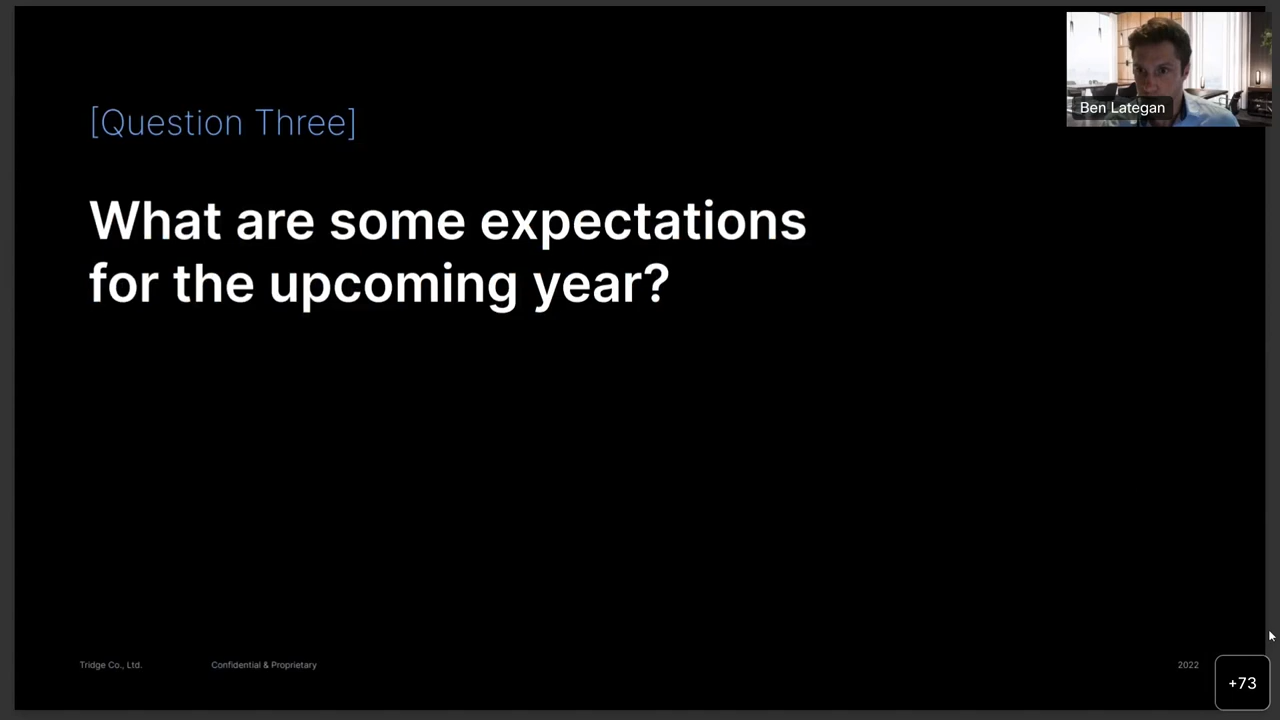 [Question Three]
Ben Lategan
What are some expectations
for the upcoming year?
Tridge Co., Ltd.
Confidential & Proprietary
2022
+73